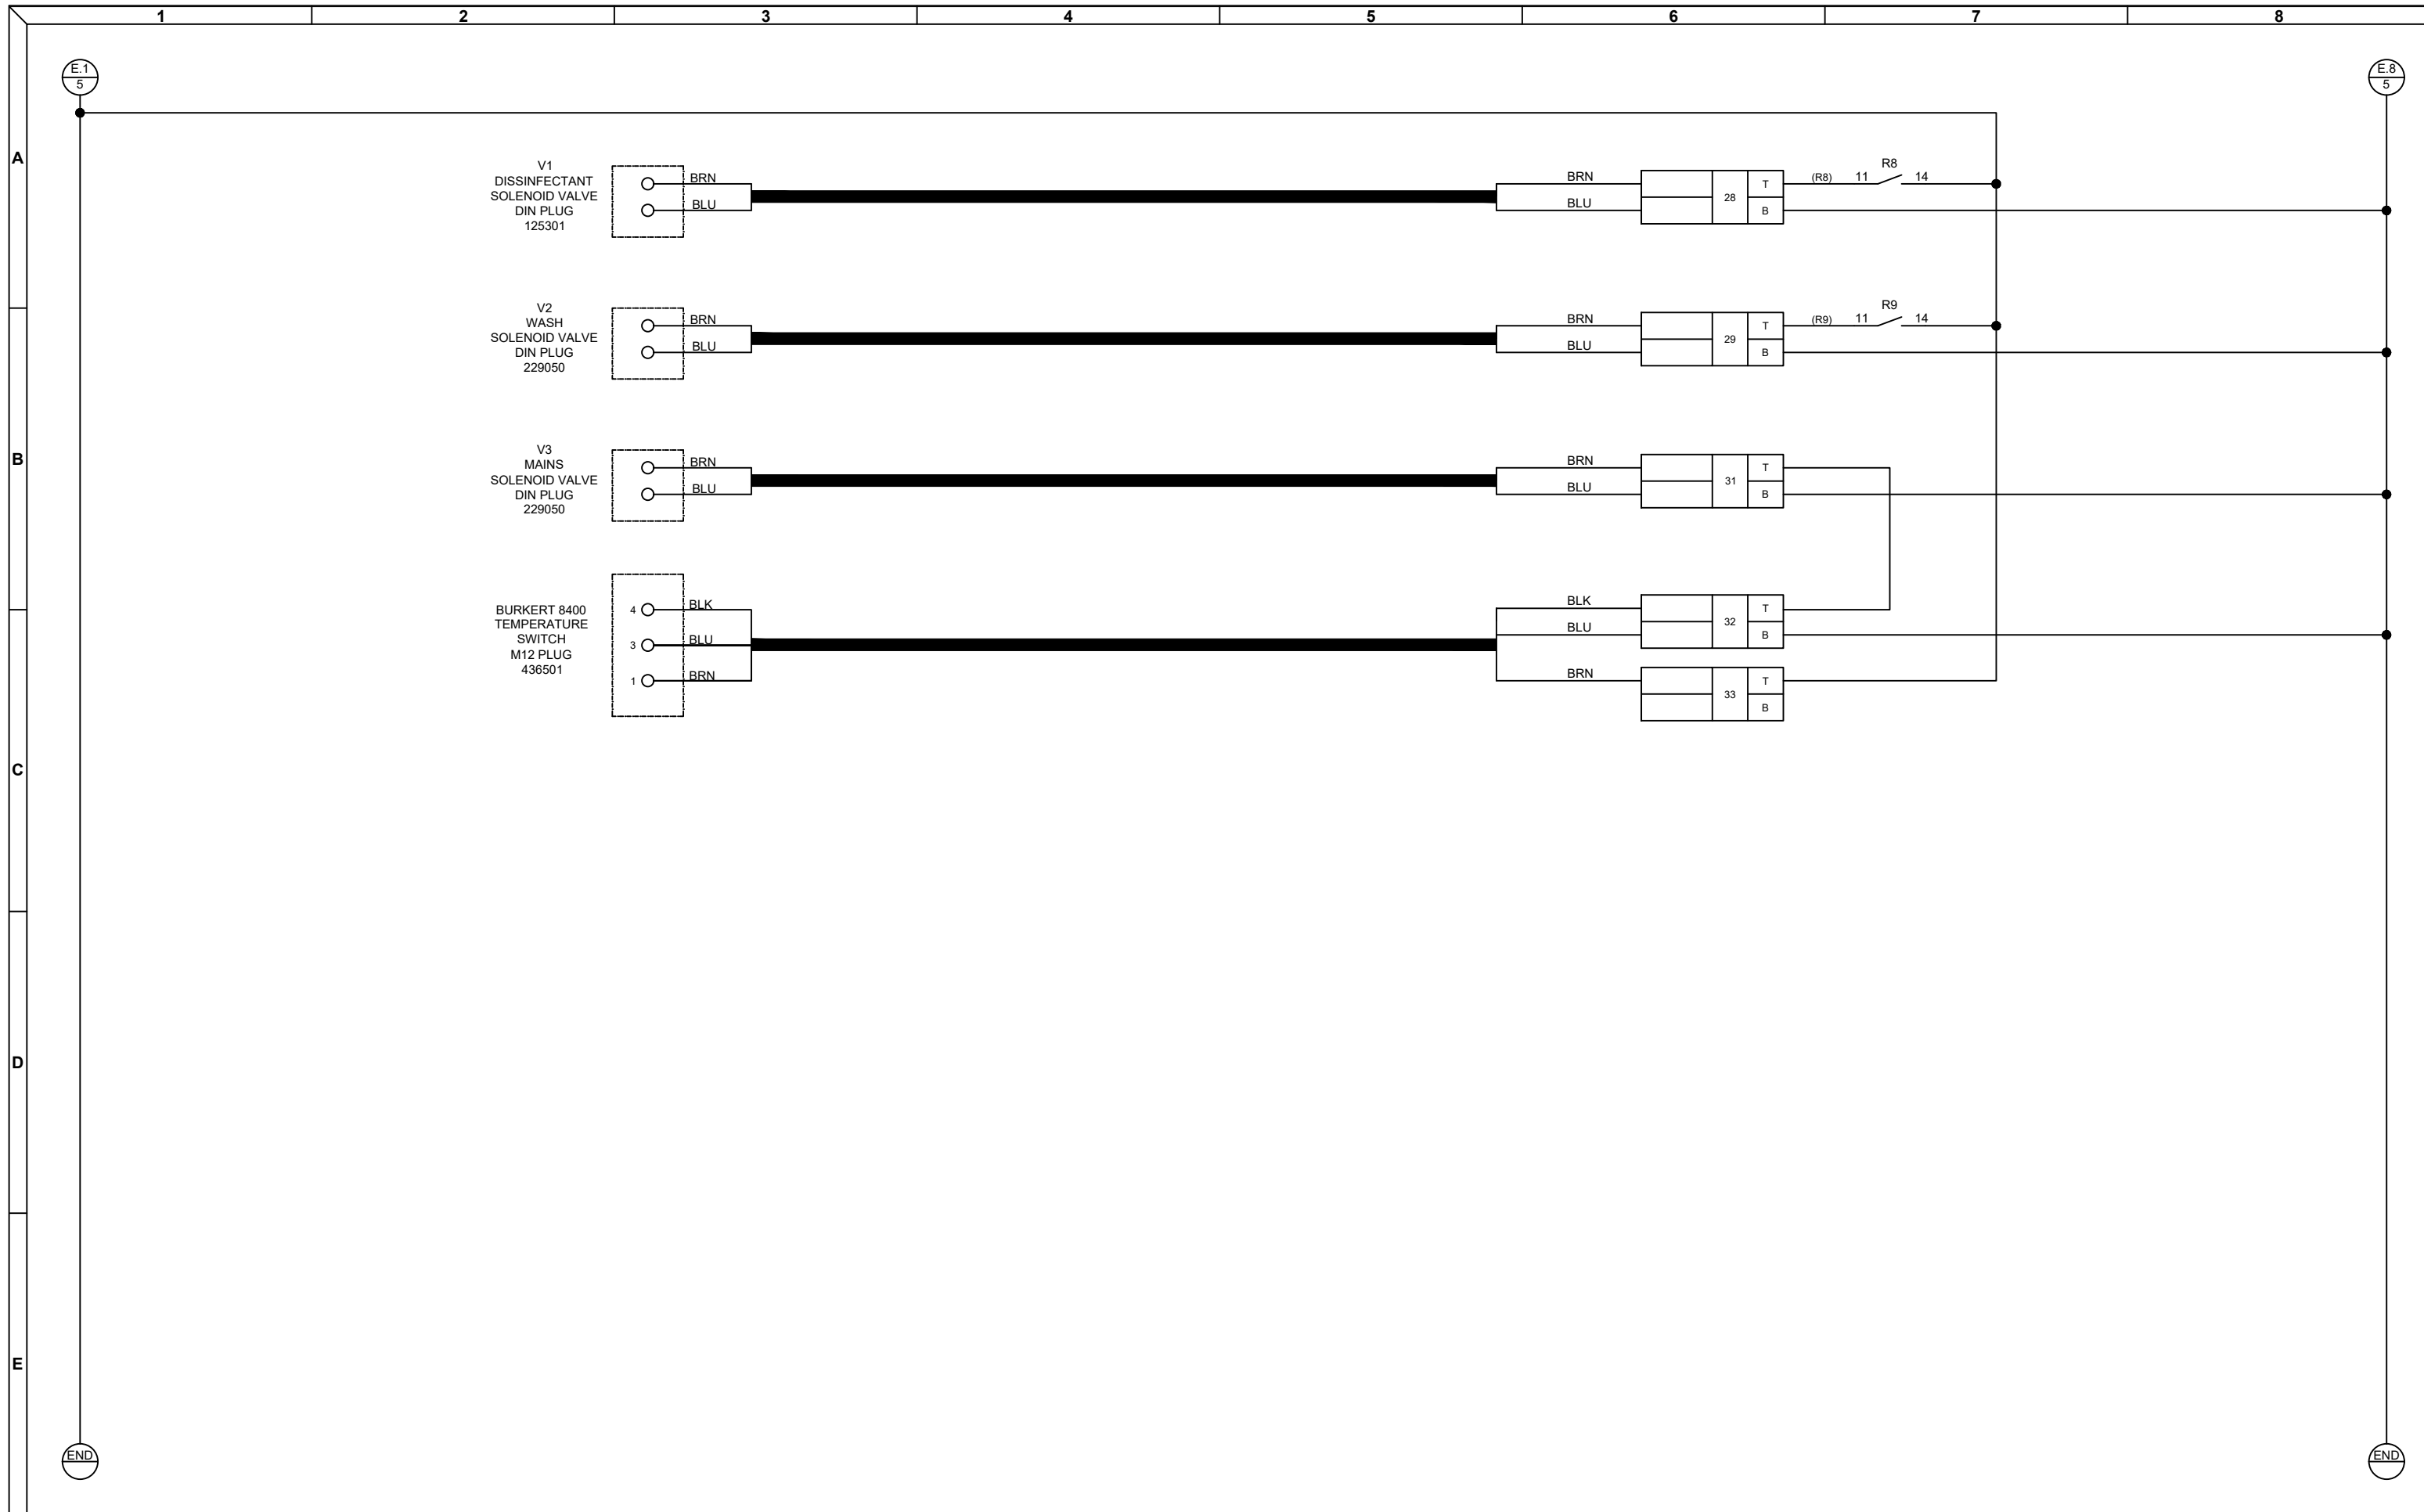 1 2 3 4 5 6 7 8
E.1
5
E.8
5
A
V1
DISSINFECTANT
SOLENOID VALVE
DIN PLUG
125301
BRN
BLU
BRN
BLU
28
T
B
(R8) 11 R8 14
V2
WASH
SOLENOID VALVE
DIN PLUG
229050
BRN
BLU
BRN
BLU
29
T
B
(R9) 11 R9 14
B
V3
MAINS
SOLENOID VALVE
DIN PLUG
229050
BRN
BLU
BRN
BLU
31
T
B
BURKERT 8400
TEMPERATURE
SWITCH
M12 PLUG
436501
4 BLK
3 BLU
1 BRN
BLK
BLU
BRN
32
T
B
33
T
B
C
D
E
END
END